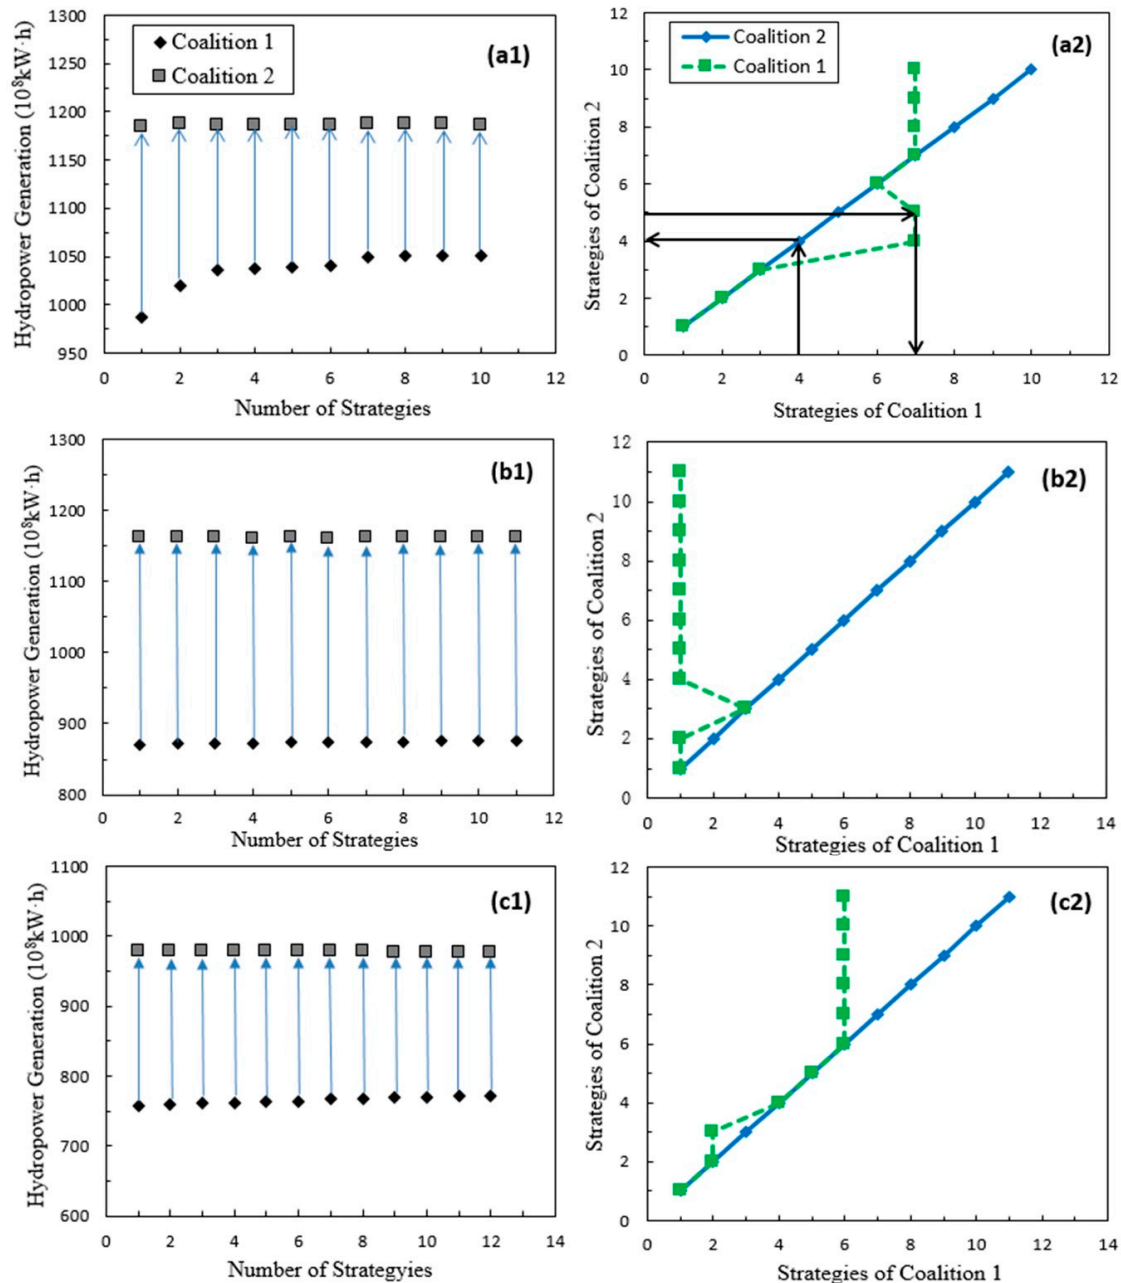 Hydropower Generation (10⁸kW·h)
1300
1250
1200
1150
1100
1050
1000
950
Coalition 1
Coalition 2
(a1)
0 2 4 6 8 10 12
Number of Strategies
Strategies of Coalition 2
12
10
8
6
4
2
0
Coalition 2
Coalition 1
(a2)
0 2 4 6 8 10 12
Strategies of Coalition 1
Hydropower Generation (10⁸kW·h)
1300
1200
1100
1000
900
800
(b1)
0 2 4 6 8 10 12
Number of Strategies
Strategies of Coalition 2
12
10
8
6
4
2
0
(b2)
0 2 4 6 8 10 12 14
Strategies of Coalition 1
Hydropower Generation (10⁸kW·h)
1100
1000
900
800
700
600
(c1)
0 2 4 6 8 10 12 14
Number of Strategyies
Strategies of Coalition 2
12
10
8
6
4
2
0
(c2)
0 2 4 6 8 10 12 14
Strategies of Coalition 1